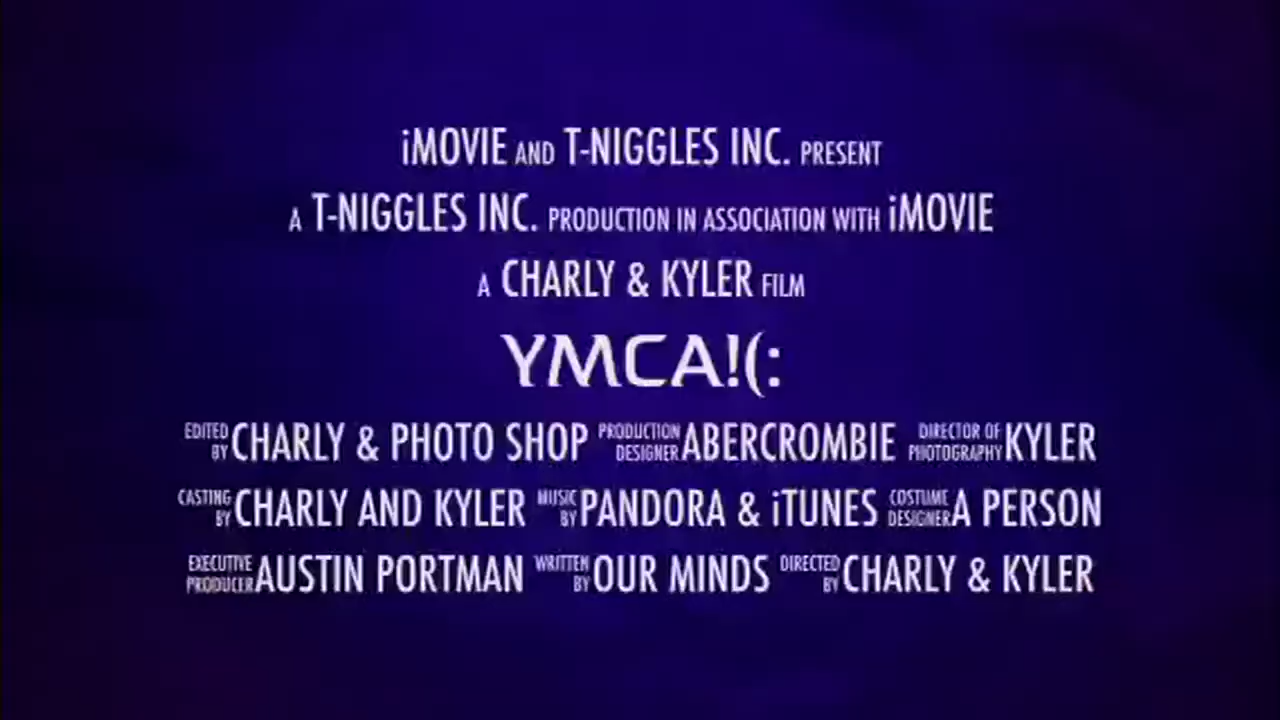 iMOVIE AND T-NIGGLES INC. PRESENT
A T-NIGGLES INC. PRODUCTION IN ASSOCIATION WITH iMOVIE
A CHARLY & KYLER FILM
YMCA!(:
EDITED BY CHARLY & PHOTO SHOP PRODUCTION DESIGNER ABERCROMBIE DIRECTOR OF PHOTOGRAPHY KYLER
CASTING BY CHARLY AND KYLER MUSIC BY PANDORA & iTUNES COSTUME DESIGNER A PERSON
EXECUTIVE PRODUCER AUSTIN PORTMAN WRITTEN BY OUR MINDS DIRECTED BY CHARLY & KYLER